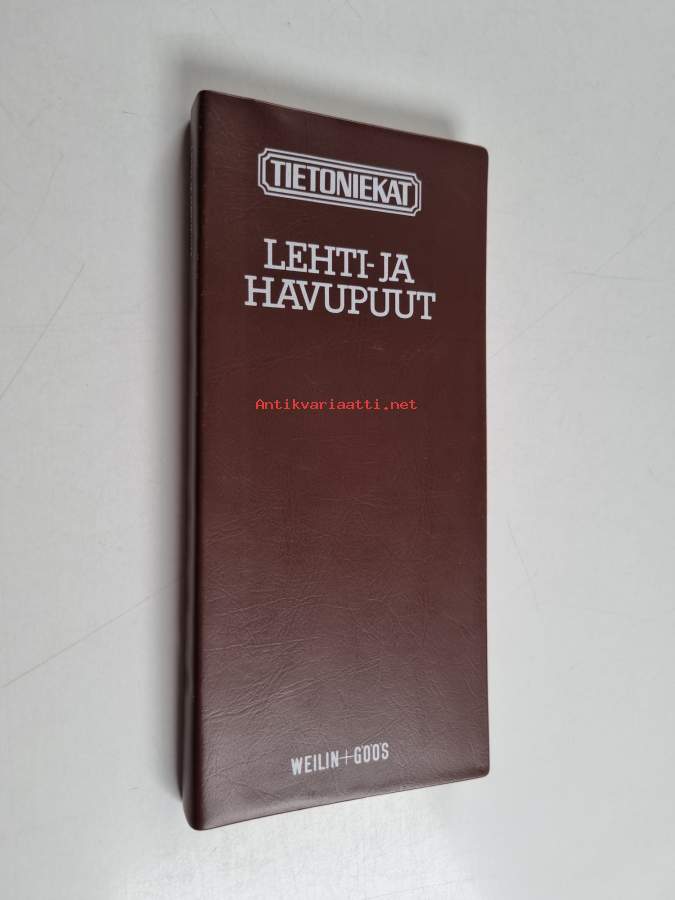 TIETONIEKAT
LEHTI- JA
HAVUPUUT
Antikvariaatti.net
WEILIN+GÖÖS